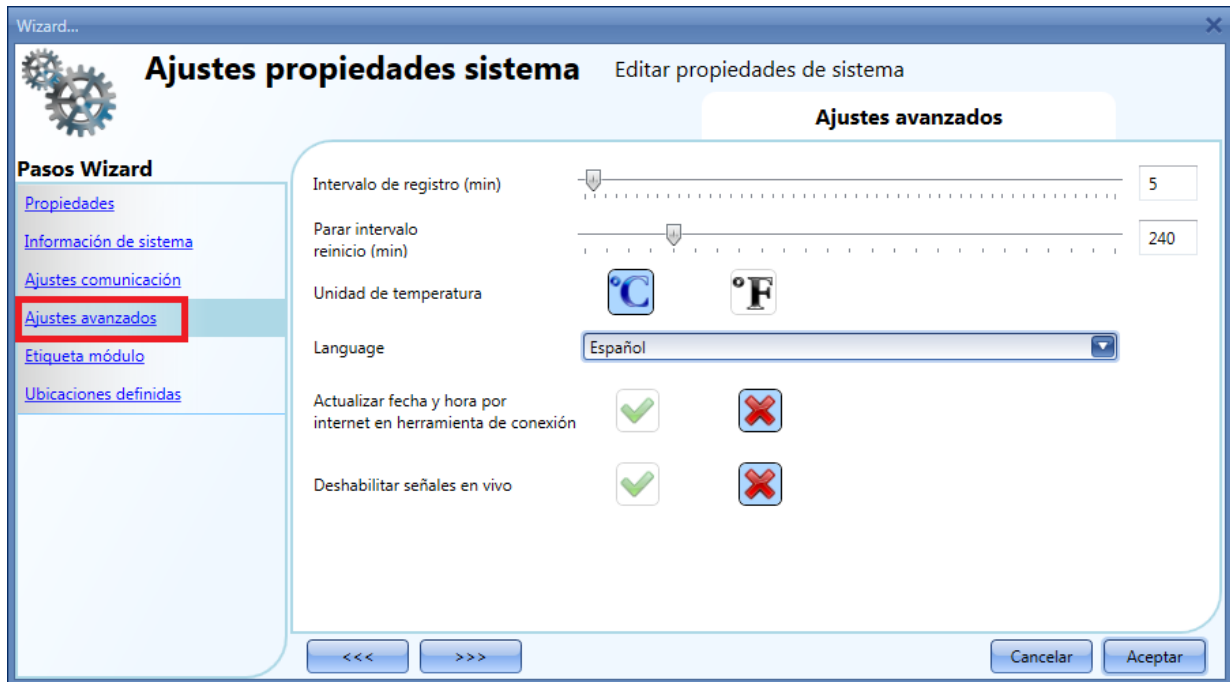 Wizard...
Ajustes propiedades sistema
Editar propiedades de sistema
Ajustes avanzados
Pasos Wizard
Propiedades
Información de sistema
Ajustes comunicación
Ajustes avanzados
Etiqueta módulo
Ubicaciones definidas
Intervalo de registro (min)
5
Parar intervalo
reinicio (min)
240
Unidad de temperatura
°C
°F
Language
Español
Actualizar fecha y hora por
internet en herramienta de conexión
Deshabilitar señales en vivo
<<<
>>>
Cancelar
Aceptar